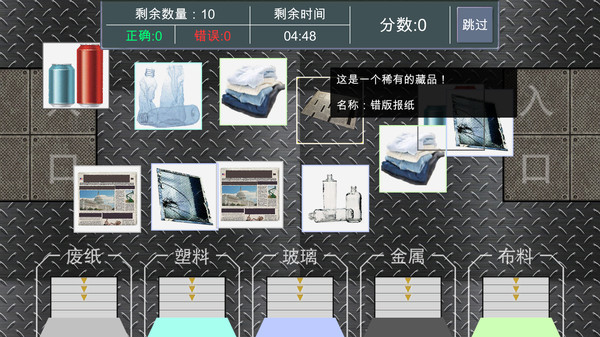 剩余数量：10
剩余时间
正确:0
错误:0
04:48
分数:0
跳过
这是一个稀有的藏品！
名称：错版报纸
入
口
口
废纸
塑料
玻璃
金属
布料